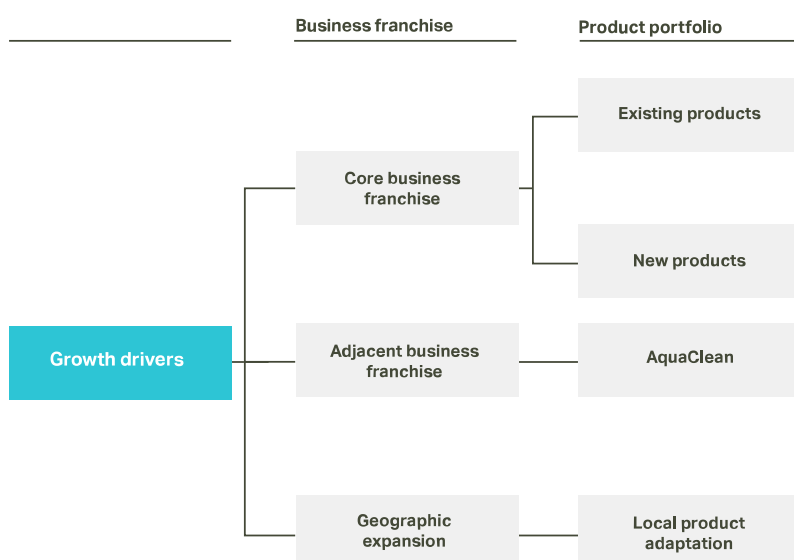 Business franchise
Product portfolio
Existing products
Core business
franchise
New products
Growth drivers
Adjacent business
franchise
AquaClean
Geographic
expansion
Local product
adaptation